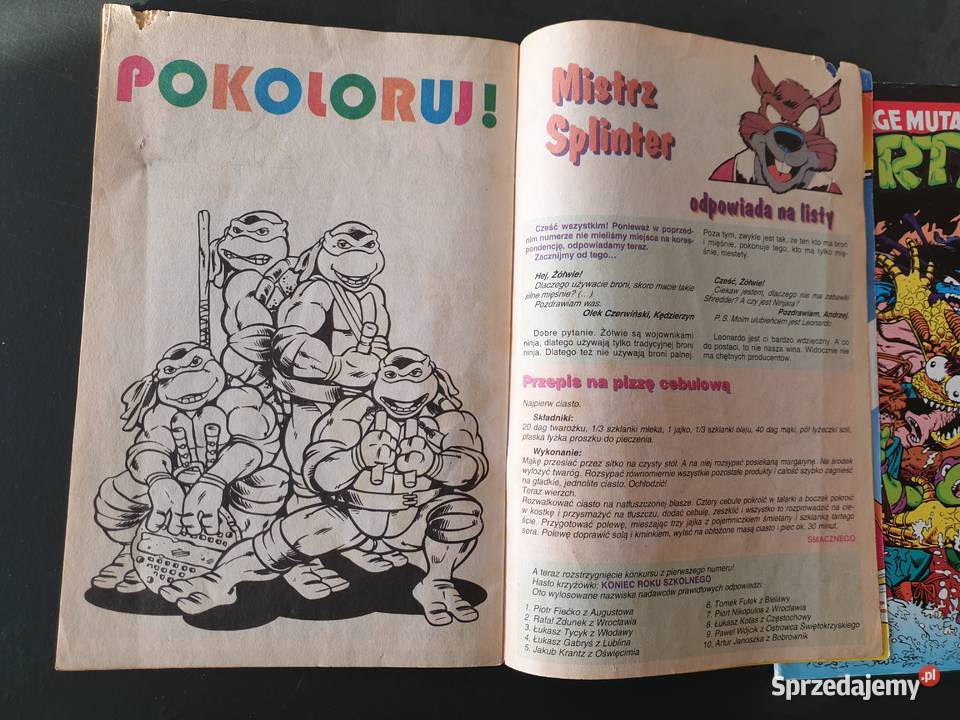 POKOLORUJ!
Mistrz
Splinter
odpowiada na listy
Cześć wszystkim! Ponieważ w poprzed-
nim numerze nie mieliśmy miejsca na kores-
pondencję, odpowiadamy teraz.
Zacznijmy od tego...
Hej, Żółwie!
Dlaczego używacie broni, skoro macie takie
silne mięśnie? (...)
Pozdrawiam was.
Olek Czerwiński, Kędzierzyn
Dobre pytanie. Żółwie są wojownikami
ninja, dlatego używają tylko tradycyjnej broni
ninja. Dlatego też nie używają broni palnej.
Poza tym, zwykle jest tak, że ten kto ma broń
i mięśnie, pokonuje tego, kto ma tylko mię-
śnie, niestety.
Cześć, Żółwie!
Ciekaw jestem, dlaczego nie ma zabawki
Shredder? A czy jest Ninjara?
Pozdrawiam, Andrzej.
P.S. Moim ulubieńcem jest Leonardo.
Leonardo jest ci bardzo wdzięczny. A co
do postaci, to nie nasza wina. Widocznie nie
ma chętnych producentów.
Przepis na pizzę cebulową
Najpierw ciasto.
Składniki:
20 dag twarożku, 1/3 szklanki mleka, 1 jajko, 1/3 szklanki oleju, 40 dag mąki, pół łyżeczki soli,
płaska łyżka proszku do pieczenia.
Wykonanie:
Mąkę przesiać przez sitko na czysty stół. A na niej rozsypać posiekaną margarynę. Na środek
wyłożyć twaróg. Rozsypać równomiernie wszystkie pozostałe produkty i całość szybko zagnieść
na gładkie, jednolite ciasto. Ochłodzić!
Teraz wierzch.
Rozwałkować ciasto na natłuszczonej blasze. Cztery cebule pokroić w talarki a boczek pokroić
w kostkę i przysmażyć na tłuszczu, dodać cebulę, zeszklić i wszystko to rozprowadzić na cie-
ście. Przygotować polewę, mieszając trzy jajka z pojemniczkiem śmietany i szklanką tartego
sera. Polewę doprawić solą i kminkiem, wylać na obłożone masą ciasto i piec ok. 30 minut.
SMACZNEGO
A teraz rozstrzygnięcie konkursu z pierwszego numeru!
Hasło krzyżówki: KONIEC ROKU SZKOLNEGO
Oto wylosowane nazwiska nadawców prawidłowych odpowiedzi:
1. Piotr Fiećko z Augustowa
2. Rafał Zdunek z Wrocławia
3. Łukasz Tycyk z Włodawy
4. Łukasz Gabryś z Lublina
5. Jakub Krantz z Oświęcimia
6. Tomek Futek z Bielawy
7. Piort Nikopulos z Wrocławia
8. Łukasz Kotas z Częstochowy
9. Paweł Wójcik z Ostrowca Świętokrzyskiego
10. Artur Janoszka z Bobrownik
GE MUTA
RT
Sprzedajemy.pl